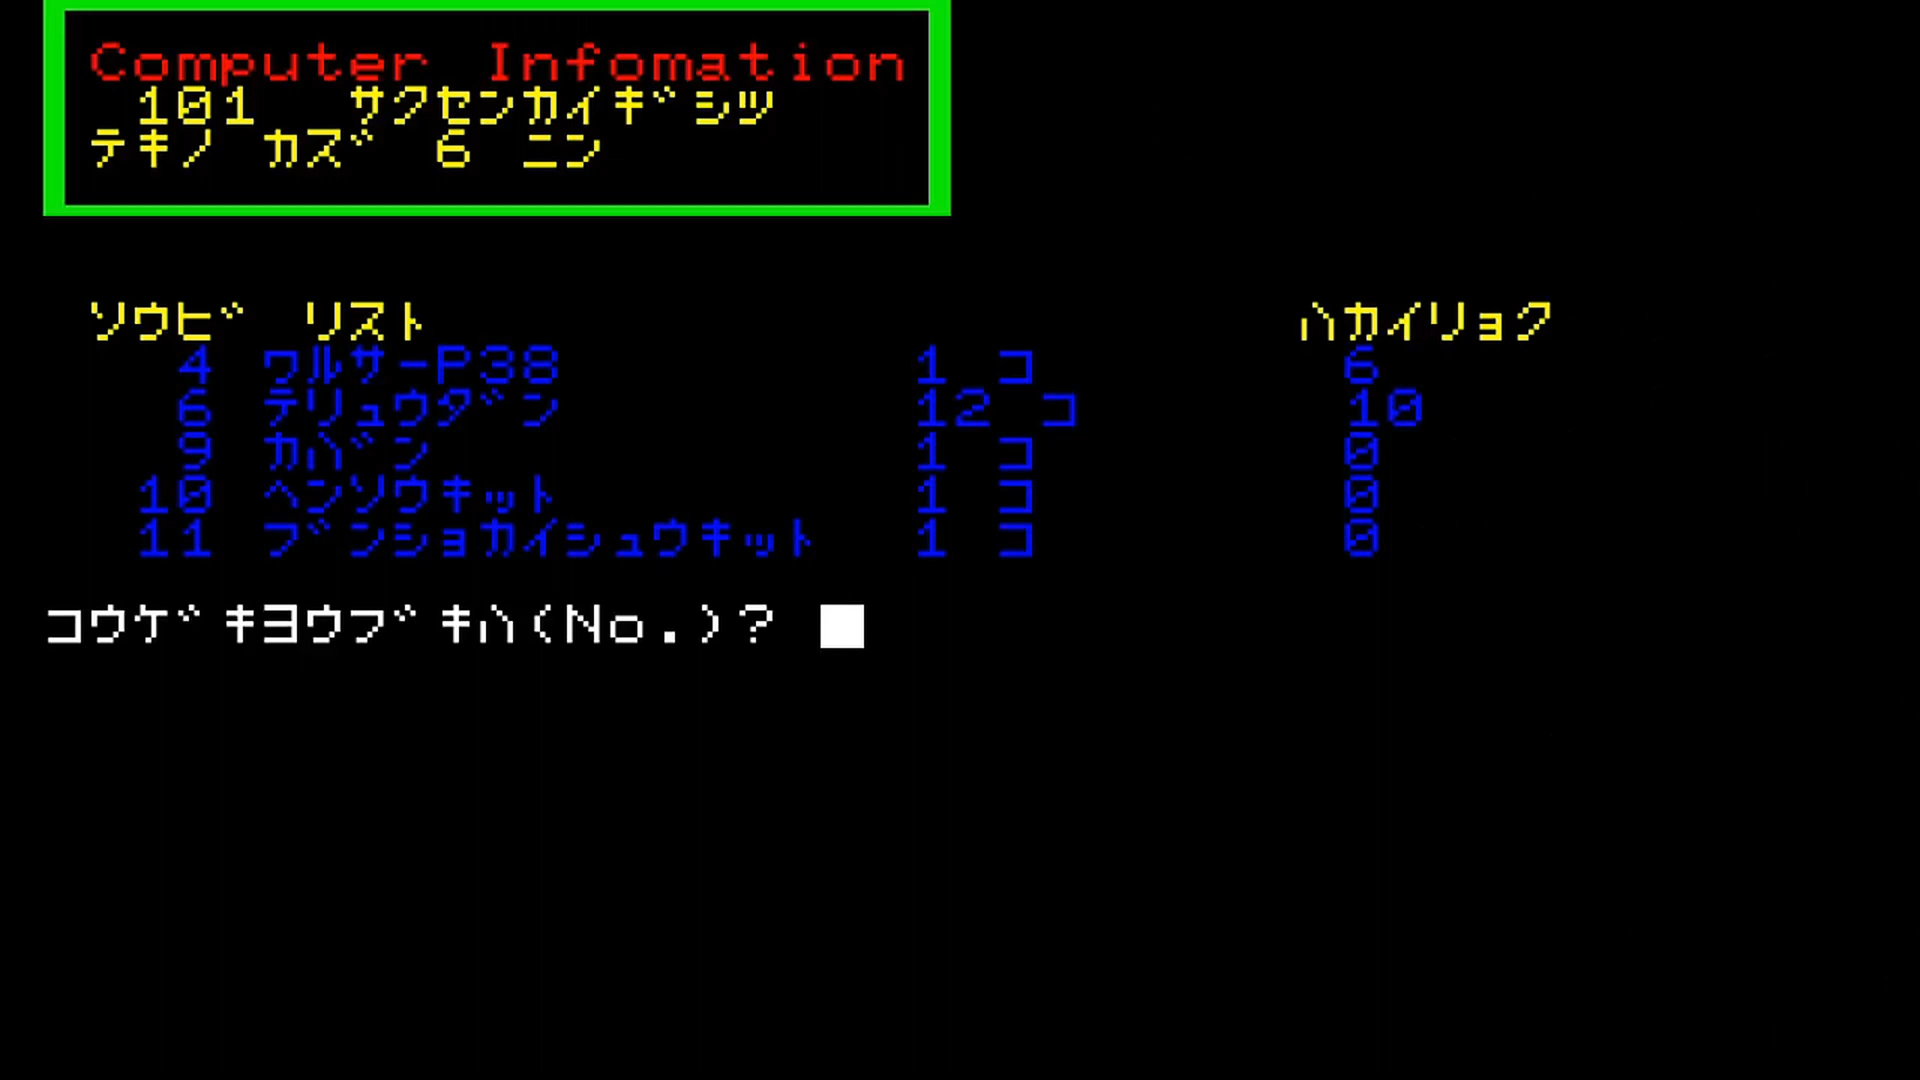 Computer Infomation
101 サクセンカイギシツ
テキノ カズ 6 ニン
ソウビ リスト ハカイリョク
4 ワルサーP38 1 コ 6
6 テリュウダン 12 コ 10
9 カバン 1 コ 0
10 ヘンソウキット 1 コ 0
11 ブンショカイシュウキット 1 コ 0
コウゲキヨウブキハ(No.)?